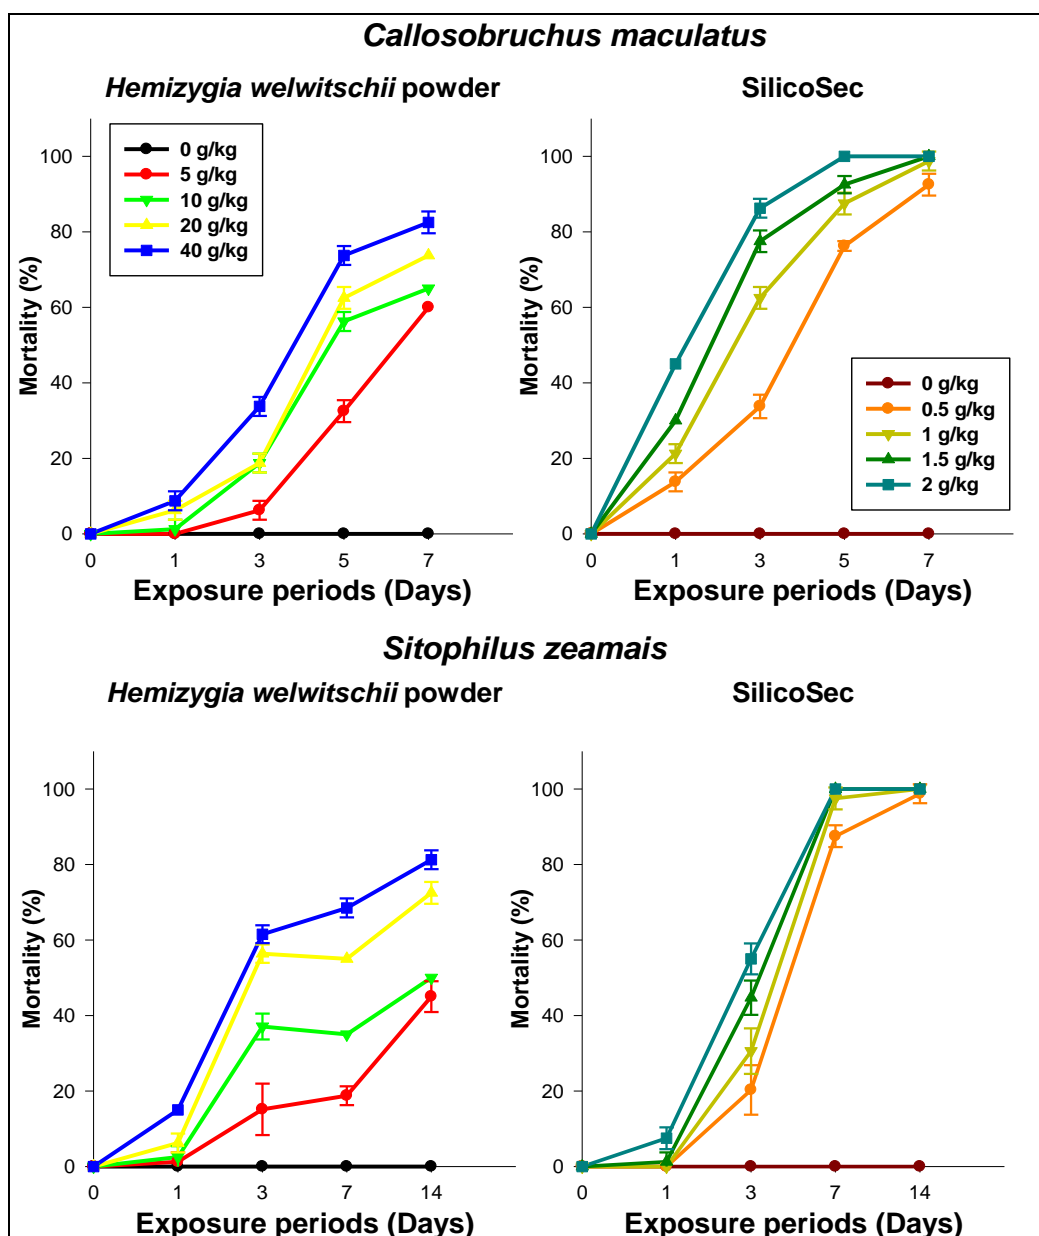 Callosobruchus maculatus
Hemizygia welwitschii powder
SilicoSec
Mortality (%)
100
80
60
40
20
0
0 g/kg
5 g/kg
10 g/kg
20 g/kg
40 g/kg
0 1 3 5 7
Exposure periods (Days)
Mortality (%)
100
80
60
40
20
0
0 g/kg
0.5 g/kg
1 g/kg
1.5 g/kg
2 g/kg
0 1 3 5 7
Exposure periods (Days)
Sitophilus zeamais
Hemizygia welwitschii powder
SilicoSec
Mortality (%)
100
80
60
40
20
0
0 1 3 7 14
Exposure periods (Days)
Mortality (%)
100
80
60
40
20
0
0 1 3 7 14
Exposure periods (Days)